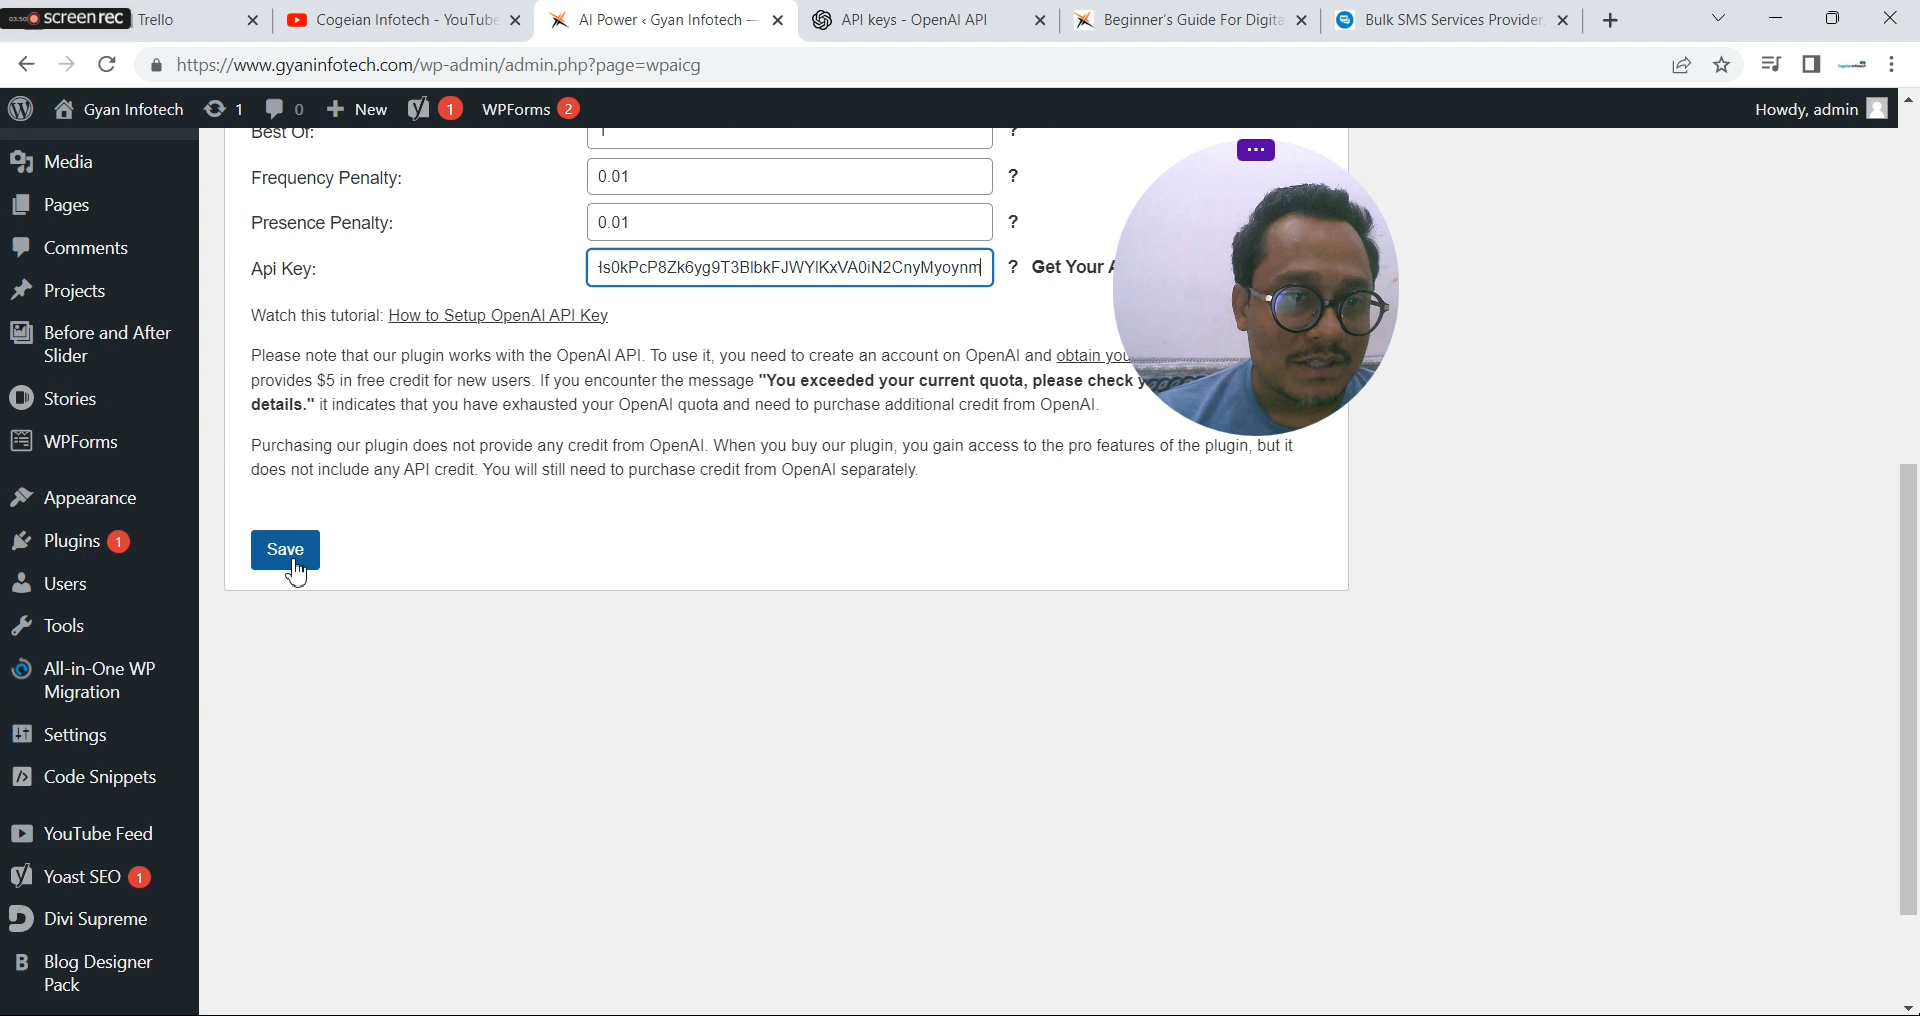 03:50 screen rec Trello
Cogeian Infotech - YouTube
AI Power ‹ Gyan Infotech —
API keys - OpenAI API
Beginner's Guide For Digita
Bulk SMS Services Provider,
https://www.gyaninfotech.com/wp-admin/admin.php?page=wpaicg
Gyan Infotech 1 0 New 1 WPForms 2 Howdy, admin
Media
Pages
Comments
Projects
Before and After
Slider
Stories
WPForms
Appearance
Plugins 1
Users
Tools
All-in-One WP
Migration
Settings
Code Snippets
YouTube Feed
Yoast SEO 1
Divi Supreme
Blog Designer
Pack
Best Of: 1 ?
Frequency Penalty: 0.01 ?
Presence Penalty: 0.01 ?
Api Key: ? Get Your
Watch this tutorial: How to Setup OpenAI API Key
Please note that our plugin works with the OpenAI API. To use it, you need to create an account on OpenAI and obtain
provides $5 in free credit for new users. If you encounter the message "You exceeded your current quota, please check
details." it indicates that you have exhausted your OpenAI quota and need to purchase additional credit from OpenAI.
Purchasing our plugin does not provide any credit from OpenAI. When you buy our plugin, you gain access to the pro features of the plugin, but it
does not include any API credit. You will still need to purchase credit from OpenAI separately.
Save